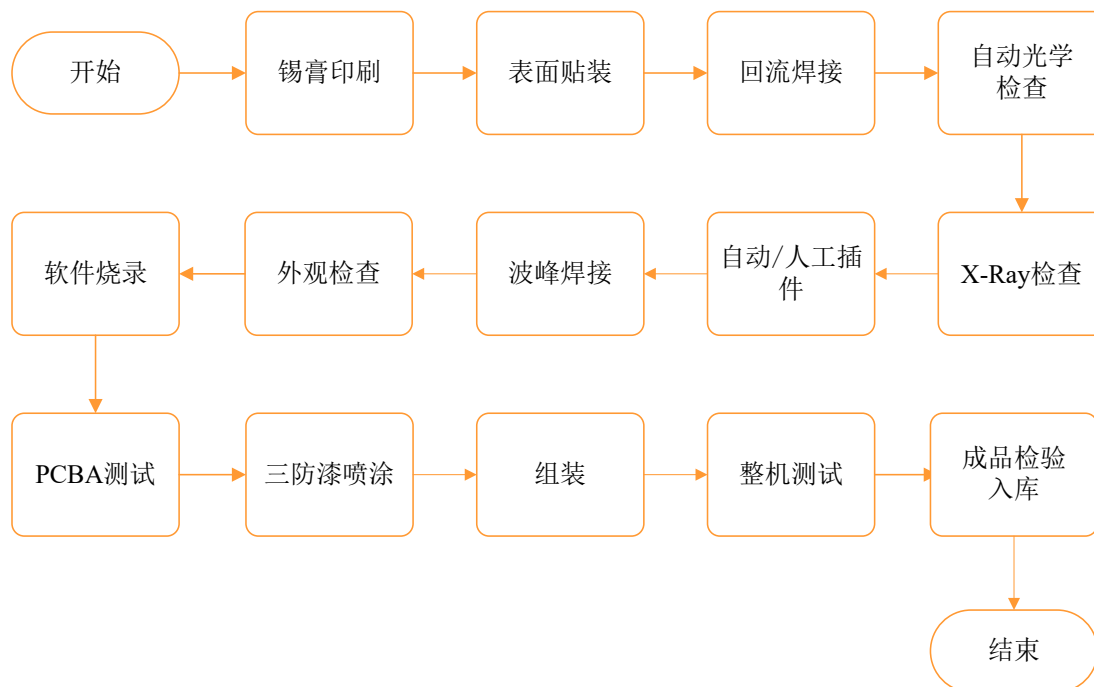 开始
锡膏印刷
表面贴装
回流焊接
自动光学
检查
X-Ray检查
自动/人工插
件
波峰焊接
外观检查
软件烧录
PCBA测试
三防漆喷涂
组装
整机测试
成品检验
入库
结束